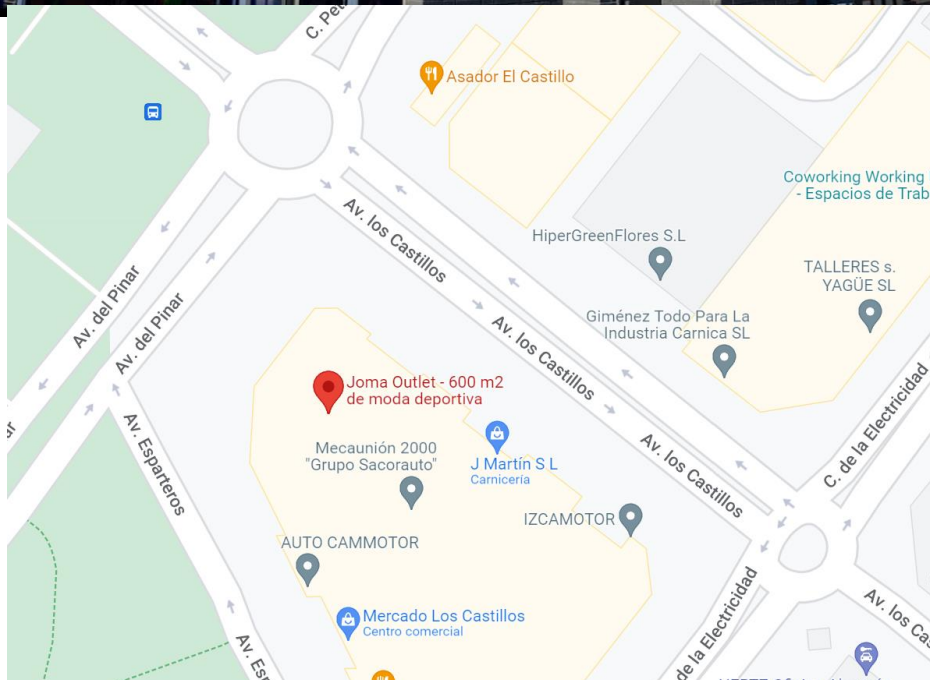 C. Pe
Asador El Castillo
Coworking Working
- Espacios de Trab
Av. los Castillos
HiperGreenFlores S.L
TALLERES s.
YAGÜE SL
Av. del Pinar
Av. del Pinar
Av. los Castillos
Giménez Todo Para La
Industria Carnica SL
Joma Outlet - 600 m2
de moda deportiva
C. de la Electricidad
Av. Esparteros
Mecaunión 2000
"Grupo Sacorauto"
J Martín S L
Carnicería
Av. los Castillos
IZCAMOTOR
AUTO CAMMOTOR
Mercado Los Castillos
Centro comercial
de la Electricidad
Av. los Cas
Av. Es